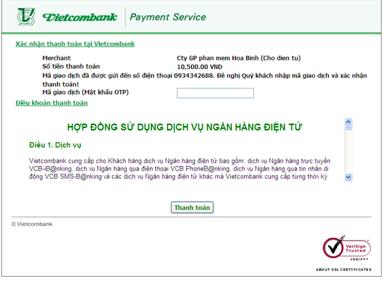 Vietcombank Payment Service
Xác nhận thanh toán tại Vietcombank
Merchant Cty GP phan mem Hoa Binh (Cho dien tu)
Số tiền thanh toán 10,500.00 VND
Mã giao dịch đã được gửi đến số điện thoại 0934342688. Đề nghị Quý khách nhập mã giao dịch và xác nhận
thanh toán!
Mã giao dịch (Mật khẩu OTP)
Điều khoản thanh toán
HỢP ĐỒNG SỬ DỤNG DỊCH VỤ NGÂN HÀNG ĐIỆN TỬ
Điều 1. Dịch vụ
Vietcombank cung cấp cho Khách hàng dịch vụ Ngân hàng điện tử bao gồm: dịch vụ Ngân hàng trực tuyến
VCB-iB@nking, dịch vụ Ngân hàng qua điện thoại VCB PhoneB@nking, dịch vụ Ngân hàng qua tin nhắn di
động VCB SMS-B@nking và các dịch vụ Ngân hàng điện tử khác mà Vietcombank cung cấp từng thời kỳ
Thanh toán
© Vietcombank
VeriSign
Trusted
VERIFY
ABOUT SSL CERTIFICATES